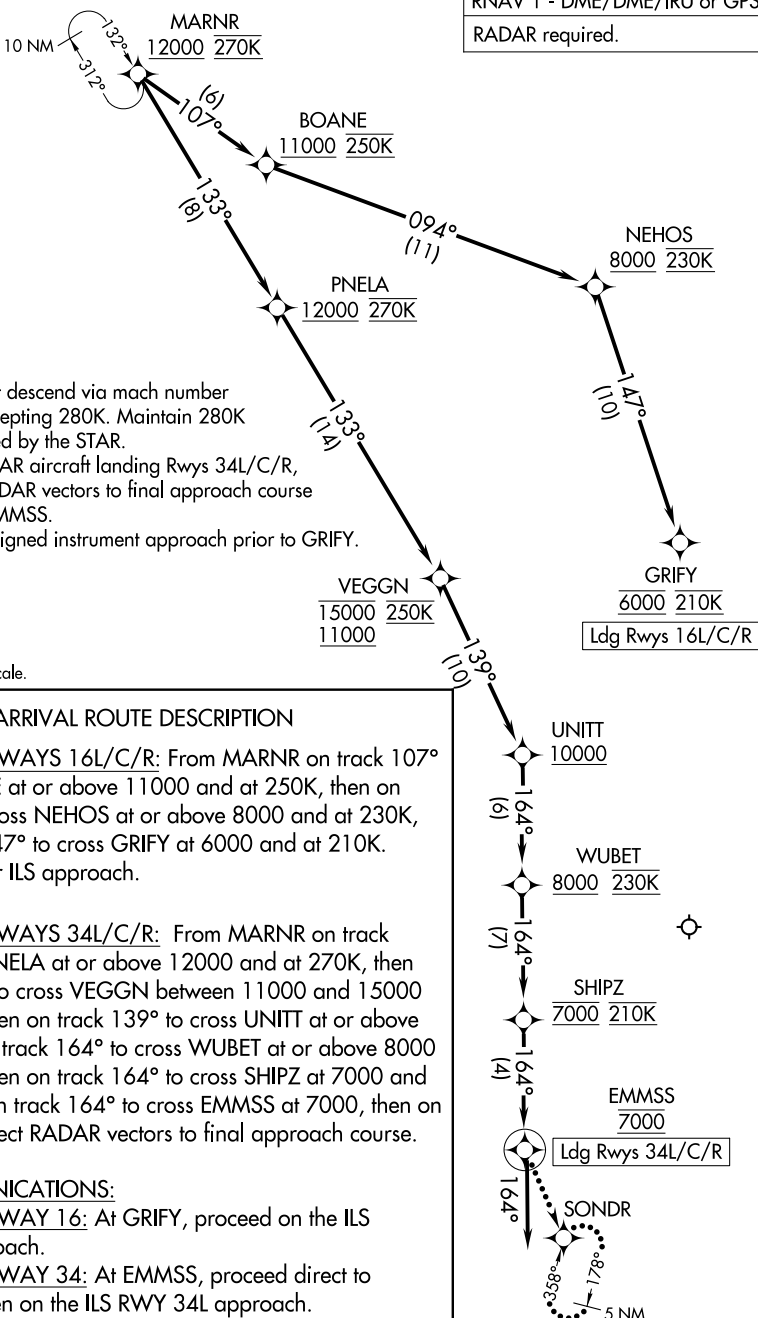 RNAV 1 - DME/DME/IRU or GPS
RADAR required.
MARNR
12000 270K
10 NM
132°
312°
(6)
107°
BOANE
11000 250K
133°
(8)
094°
(11)
NEHOS
8000 230K
PNELA
12000 270K
147°
(10)
descend via mach number
epting 280K. Maintain 280K
ed by the STAR.
AR aircraft landing Rwys 34L/C/R,
DAR vectors to final approach course
MMSS.
igned instrument approach prior to GRIFY.
133°
(14)
GRIFY
6000 210K
Ldg Rwys 16L/C/R
VEGGN
15000 250K
11000
139°
(10)
cale.
ARRIVAL ROUTE DESCRIPTION
WAYS 16L/C/R: From MARNR on track 107°
E at or above 11000 and at 250K, then on
oss NEHOS at or above 8000 and at 230K,
47° to cross GRIFY at 6000 and at 210K.
r ILS approach.
WAYS 34L/C/R: From MARNR on track
NELA at or above 12000 and at 270K, then
o cross VEGGN between 11000 and 15000
en on track 139° to cross UNITT at or above
track 164° to cross WUBET at or above 8000
en on track 164° to cross SHIPZ at 7000 and
n track 164° to cross EMMSS at 7000, then on
ect RADAR vectors to final approach course.
NICATIONS:
WAY 16: At GRIFY, proceed on the ILS
oach.
WAY 34: At EMMSS, proceed direct to
en on the ILS RWY 34L approach.
UNITT
10000
164°
(6)
WUBET
8000 230K
164°
(7)
SHIPZ
7000 210K
164°
(4)
EMMSS
7000
Ldg Rwys 34L/C/R
164°
SONDR
358°
178°
5 NM